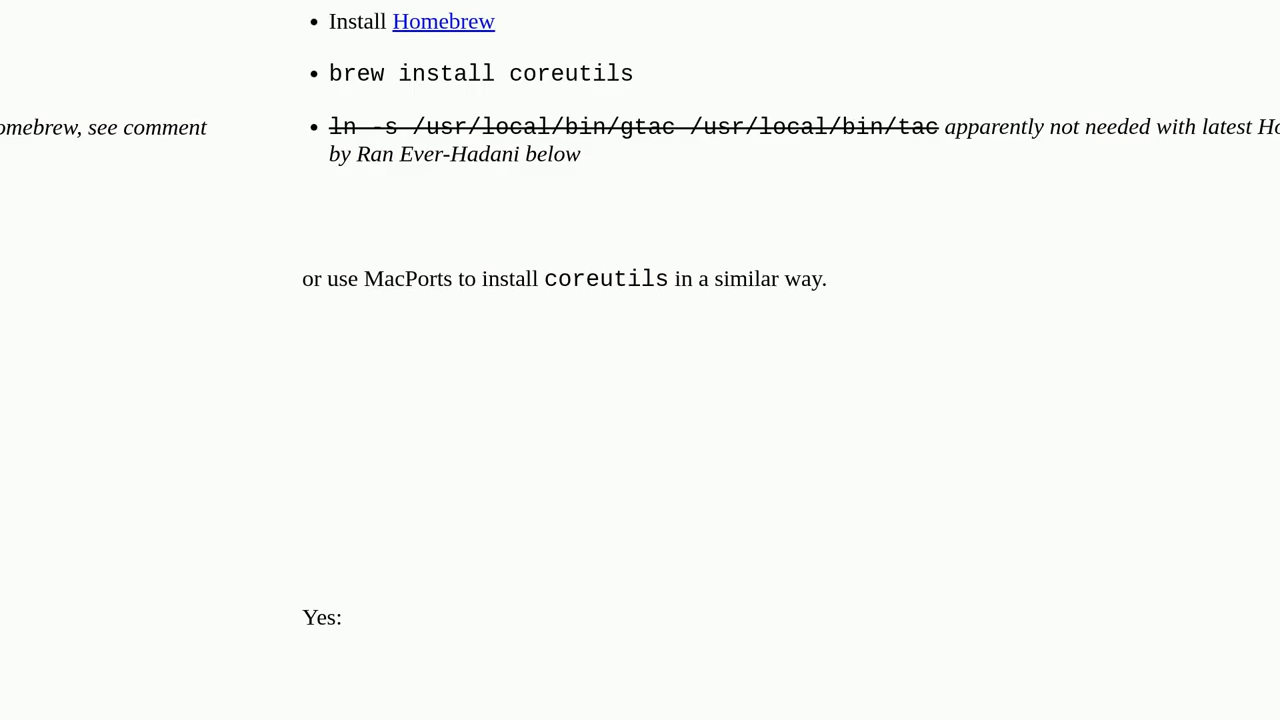 Install Homebrew
brew install coreutils
ln -s /usr/local/bin/gtac /usr/local/bin/tac apparently not needed with latest
omebrew, see comment
by Ran Ever-Hadani below
or use MacPorts to install coreutils in a similar way.
Yes: